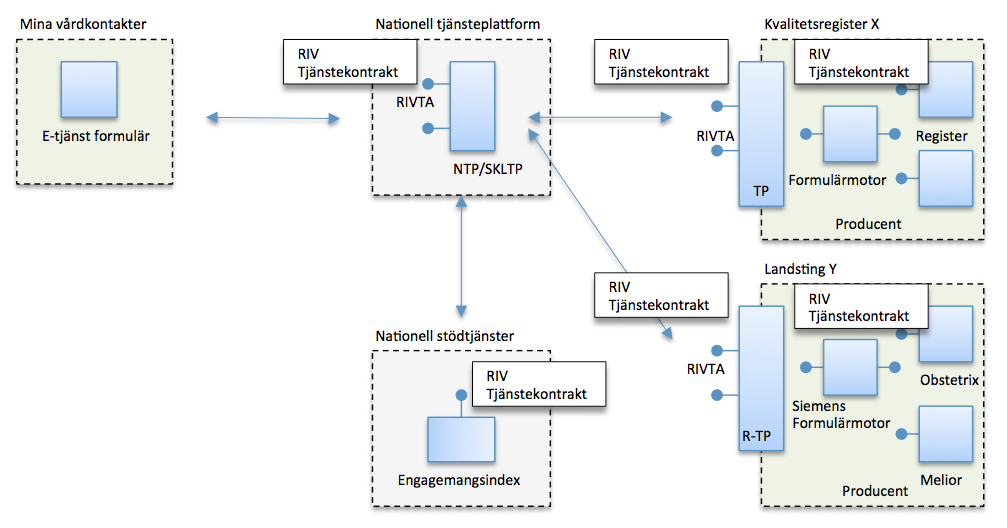 Mina vårdkontakter
E-tjänst formulär
Nationell tjänsteplattform
RIV
Tjänstekontrakt
RIVTA
NTP/SKLTP
RIV
Tjänstekontrakt
Kvalitetsregister X
RIV
Tjänstekontrakt
RIVTA
TP
Formulärmotor
Register
Producent
Nationell stödtjänster
RIV
Tjänstekontrakt
Engagemangsindex
RIV
Tjänstekontrakt
Landsting Y
RIV
Tjänstekontrakt
RIVTA
R-TP
Siemens
Formulärmotor
Obstetrix
Melior
Producent